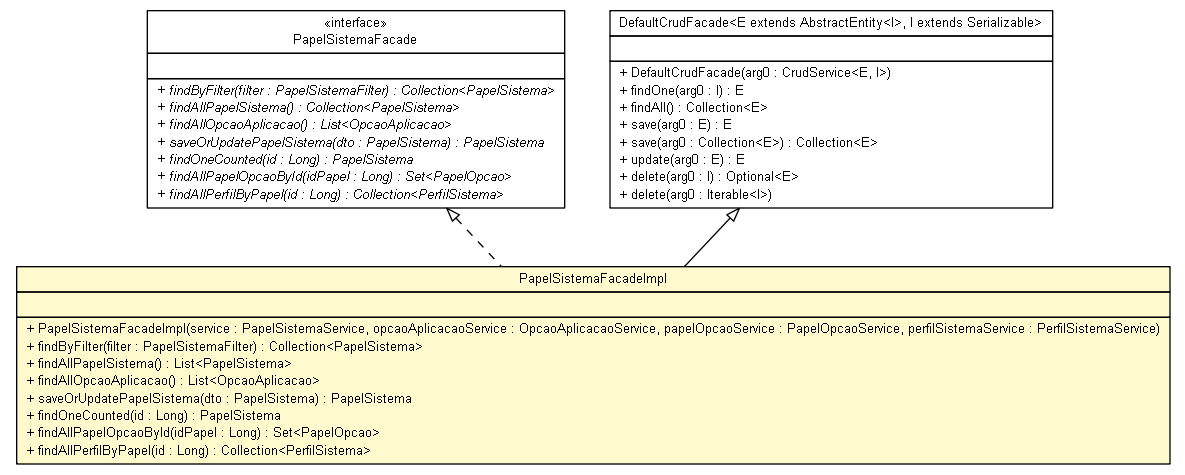 «interface»
PapelSistemaFacade
+ findByFilter(filter : PapelSistemaFilter) : Collection<PapelSistema>
+ findAllPapelSistema() : Collection<PapelSistema>
+ findAllOpcaoAplicacao() : List<OpcaoAplicacao>
+ saveOrUpdatePapelSistema(dto : PapelSistema) : PapelSistema
+ findOneCounted(id : Long) : PapelSistema
+ findAllPapelOpcaoById(idPapel : Long) : Set<PapelOpcao>
+ findAllPerfilByPapel(id : Long) : Collection<PerfilSistema>
DefaultCrudFacade<E extends AbstractEntity<I>, I extends Serializable>
+ DefaultCrudFacade(arg0 : CrudService<E, I>)
+ findOne(arg0 : I) : E
+ findAll() : Collection<E>
+ save(arg0 : E) : E
+ save(arg0 : Collection<E>) : Collection<E>
+ update(arg0 : E) : E
+ delete(arg0 : I) : Optional<E>
+ delete(arg0 : Iterable<I>)
PapelSistemaFacadeImpl
+ PapelSistemaFacadeImpl(service : PapelSistemaService, opcaoAplicacaoService : OpcaoAplicacaoService, papelOpcaoService : PapelOpcaoService, perfilSistemaService : PerfilSistemaService)
+ findByFilter(filter : PapelSistemaFilter) : Collection<PapelSistema>
+ findAllPapelSistema() : List<PapelSistema>
+ findAllOpcaoAplicacao() : List<OpcaoAplicacao>
+ saveOrUpdatePapelSistema(dto : PapelSistema) : PapelSistema
+ findOneCounted(id : Long) : PapelSistema
+ findAllPapelOpcaoById(idPapel : Long) : Set<PapelOpcao>
+ findAllPerfilByPapel(id : Long) : Collection<PerfilSistema>